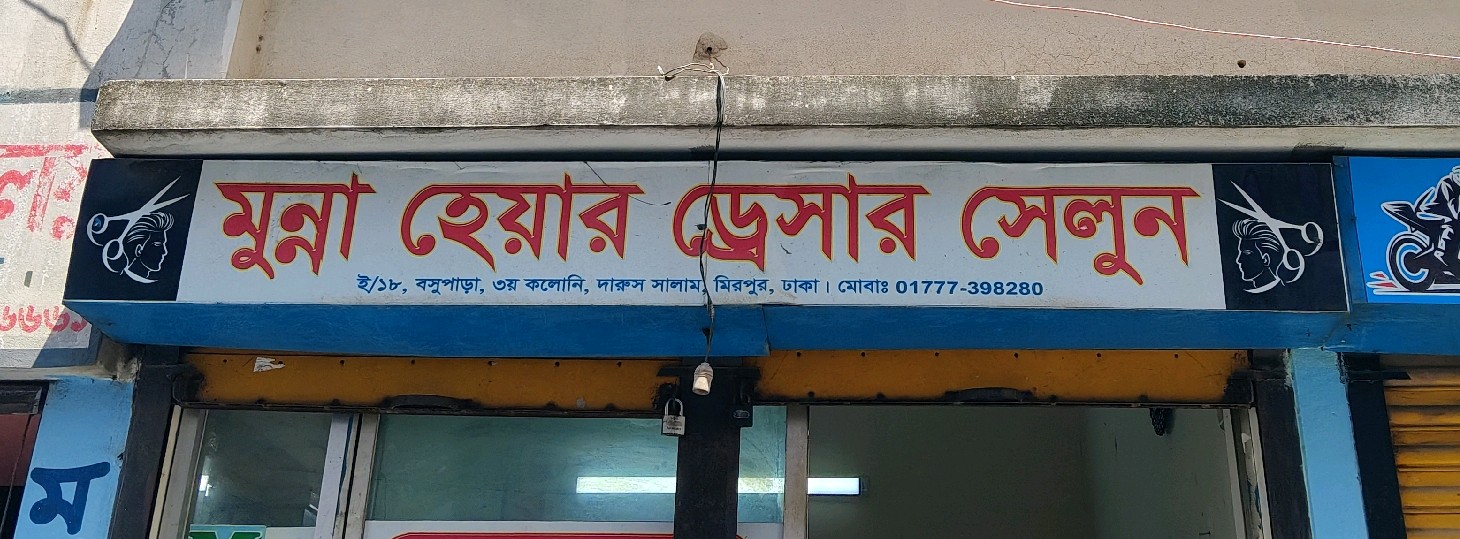 মুন্না হেয়ার ড্রেসার সেলুন
ই/১৮, বসুপাড়া, ৩য় কলোনি, দারুস সালাম, মিরপুর, ঢাকা। মোবাঃ 01777-398280
ম